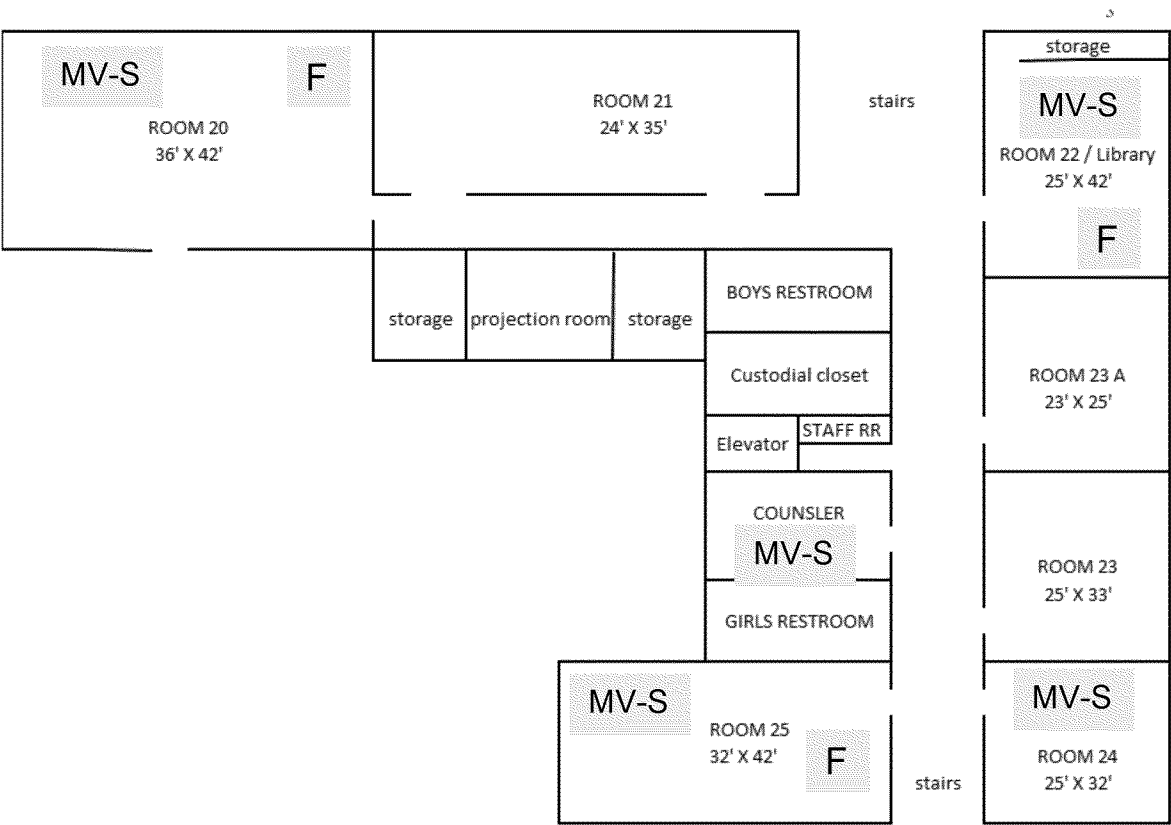 storage
MV-S
F
ROOM 20
36' X 42'
ROOM 21
24' X 35'
stairs
MV-S
ROOM 22 / Library
25' X 42'
F
storage
projection room
storage
BOYS RESTROOM
Custodial closet
Elevator
STAFF RR
ROOM 23 A
23' X 25'
COUNSLER
MV-S
GIRLS RESTROOM
ROOM 23
25' X 33'
MV-S
ROOM 25
32' X 42'
F
stairs
MV-S
ROOM 24
25' X 32'